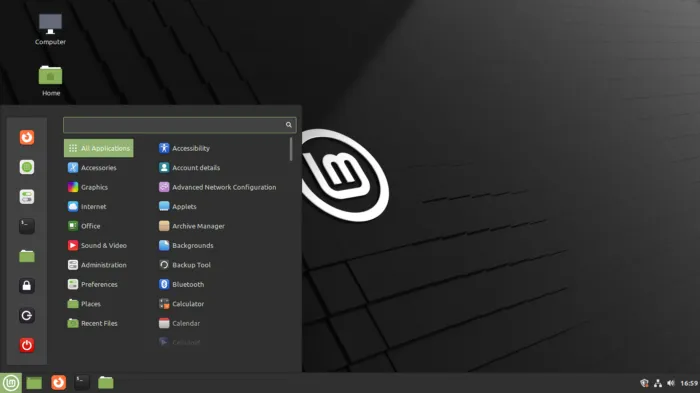 Computer
Home
All Applications
Accessories
Graphics
Internet
Office
Sound & Video
Administration
Preferences
Places
Recent Files
Accessibility
Account details
Advanced Network Configuration
Applets
Archive Manager
Backgrounds
Backup Tool
Bluetooth
Calculator
Calendar
16:59